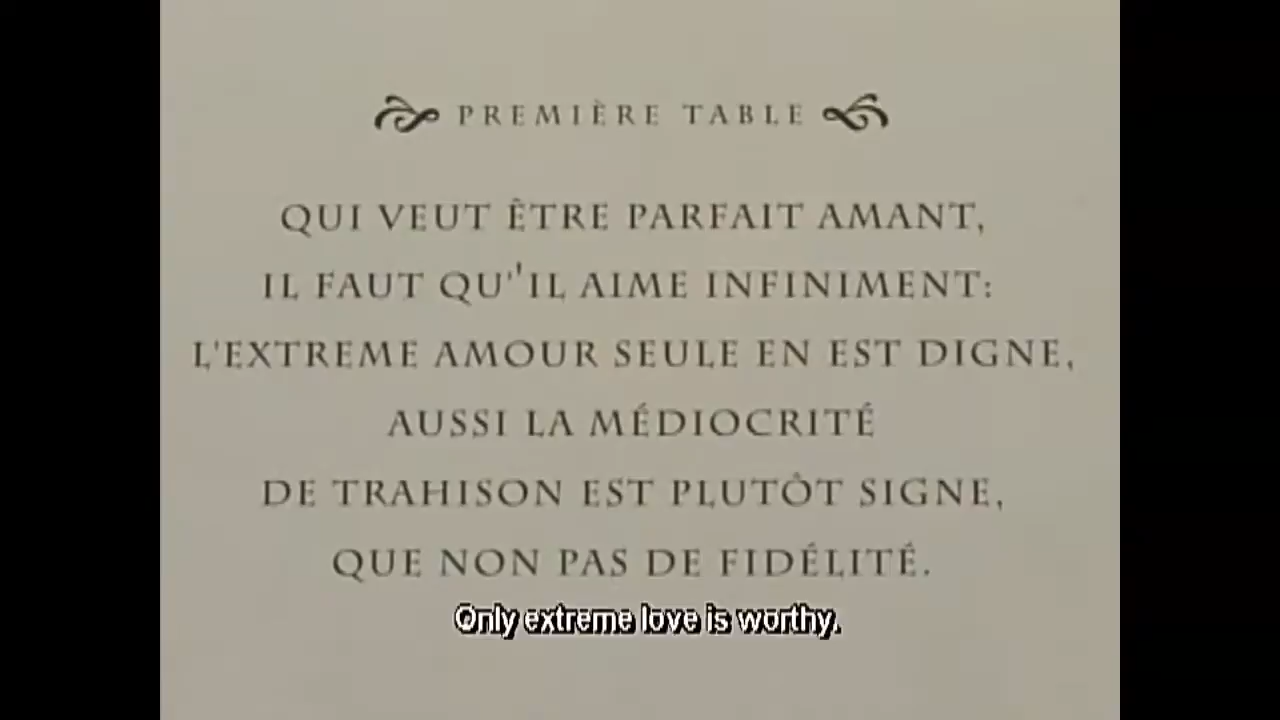 PREMIÈRE TABLE
QUI VEUT ÊTRE PARFAIT AMANT,
IL FAUT QU''IL AIME INFINIMENT:
L'EXTREME AMOUR SEULE EN EST DIGNE,
AUSSI LA MÉDIOCRITÉ
DE TRAHISON EST PLUTÔT SIGNE,
QUE NON PAS DE FIDÉLITÉ.
Only extreme love is worthy.